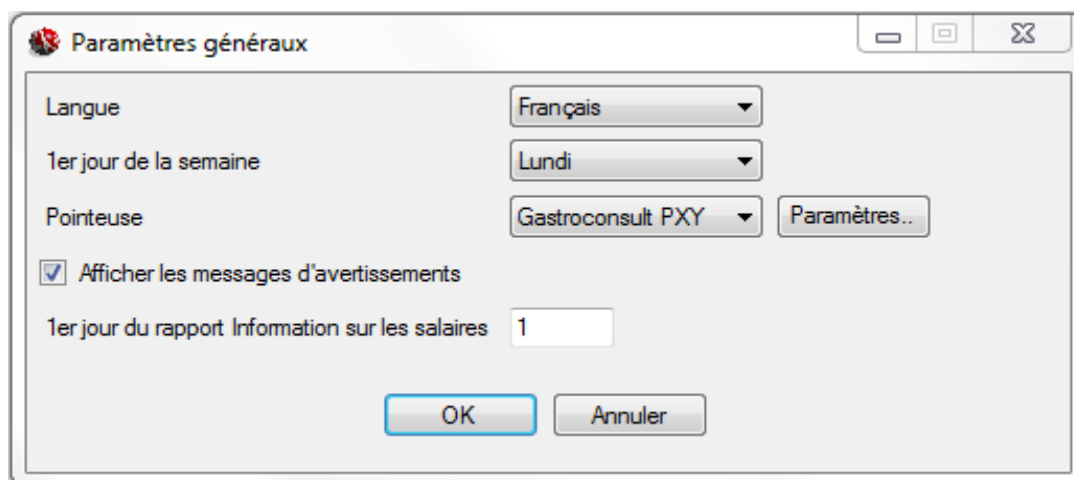 Paramètres généraux
Langue Français
1er jour de la semaine Lundi
Pointeuse Gastroconsult PXY Paramètres..
Afficher les messages d'avertissements
1er jour du rapport Information sur les salaires 1
OK Annuler